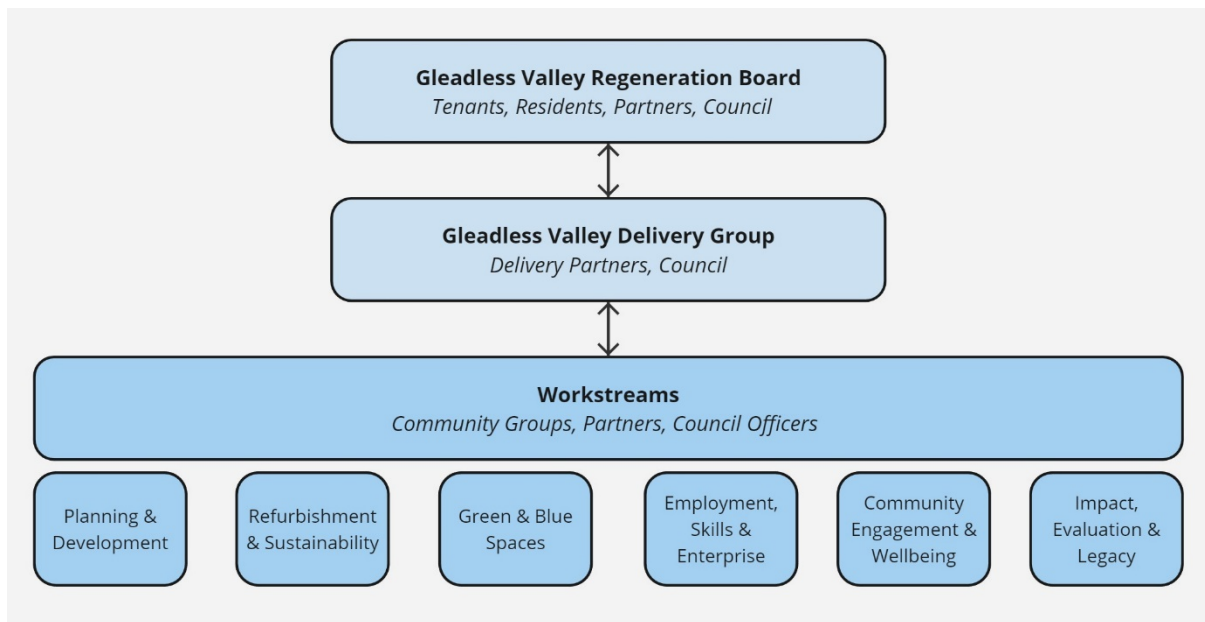 Gleadless Valley Regeneration Board
Tenants, Residents, Partners, Council
Gleadless Valley Delivery Group
Delivery Partners, Council
Workstreams
Community Groups, Partners, Council Officers
Planning &
Development
Refurbishment
& Sustainability
Green & Blue
Spaces
Employment,
Skills &
Enterprise
Community
Engagement &
Wellbeing
Impact,
Evaluation &
Legacy